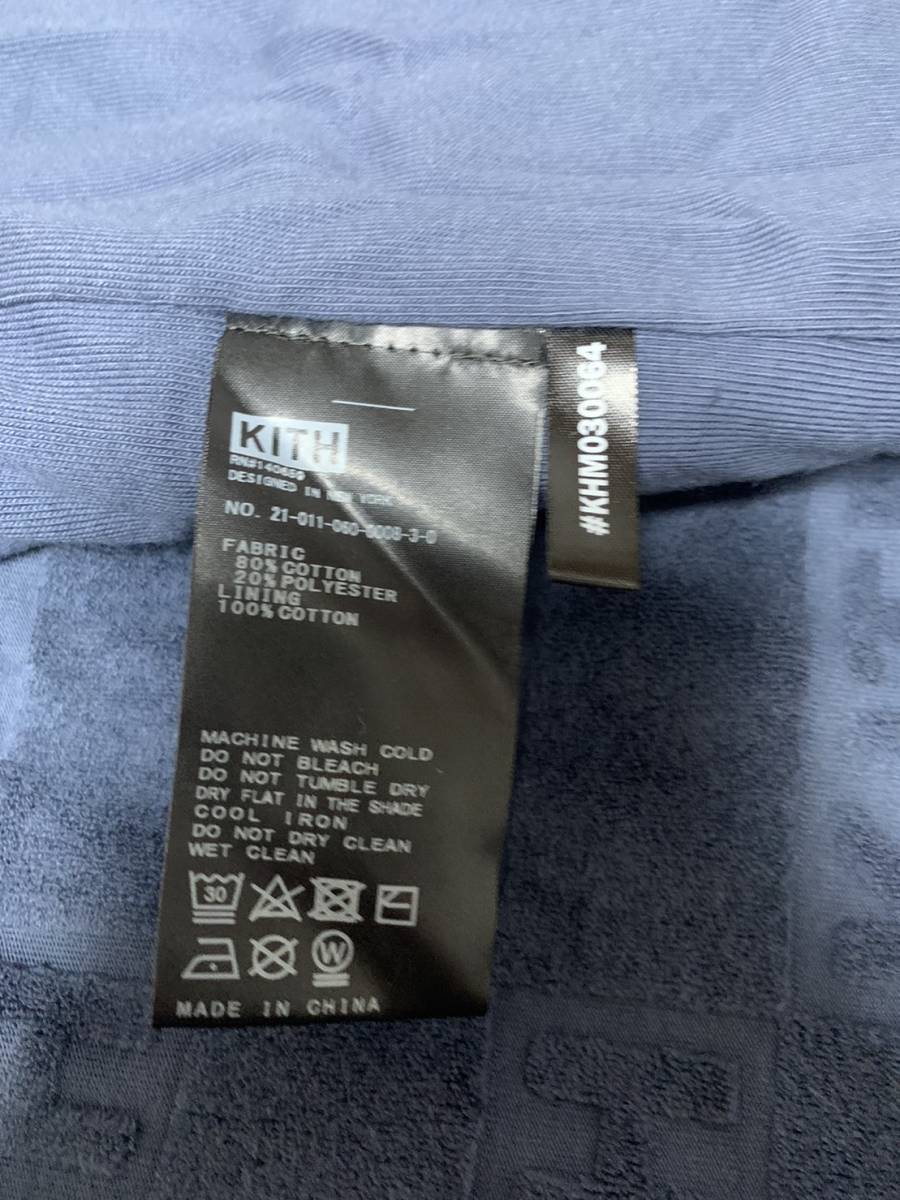 KITH
RN#140659
DESIGNED IN NEW YORK
NO. 21-011-060-0008-3-0
FABRIC
80% COTTON
20% POLYESTER
LINING
100% COTTON
MACHINE WASH COLD
DO NOT BLEACH
DO NOT TUMBLE DRY
DRY FLAT IN THE SHADE
COOL IRON
DO NOT DRY CLEAN
WET CLEAN
30
W
MADE IN CHINA
#KHM030064